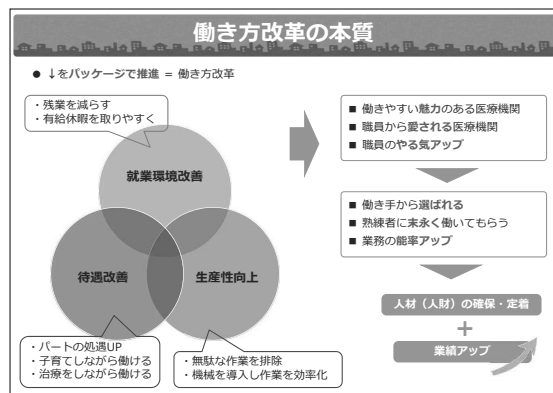 働き方改革の本質
● ↓をパッケージで推進 = 働き方改革
・残業を減らす
・有給休暇を取りやすく
就業環境改善
待遇改善
生産性向上
・パートの処遇UP
・子育てしながら働ける
・治療をしながら働ける
・無駄な作業を排除
・機械を導入し作業を効率化
■ 働きやすい魅力のある医療機関
■ 職員から愛される医療機関
■ 職員のやる気アップ
■ 働き手から選ばれる
■ 熟練者に末永く働いてもらう
■ 業務の能率アップ
人材（人財）の確保・定着
+
業績アップ